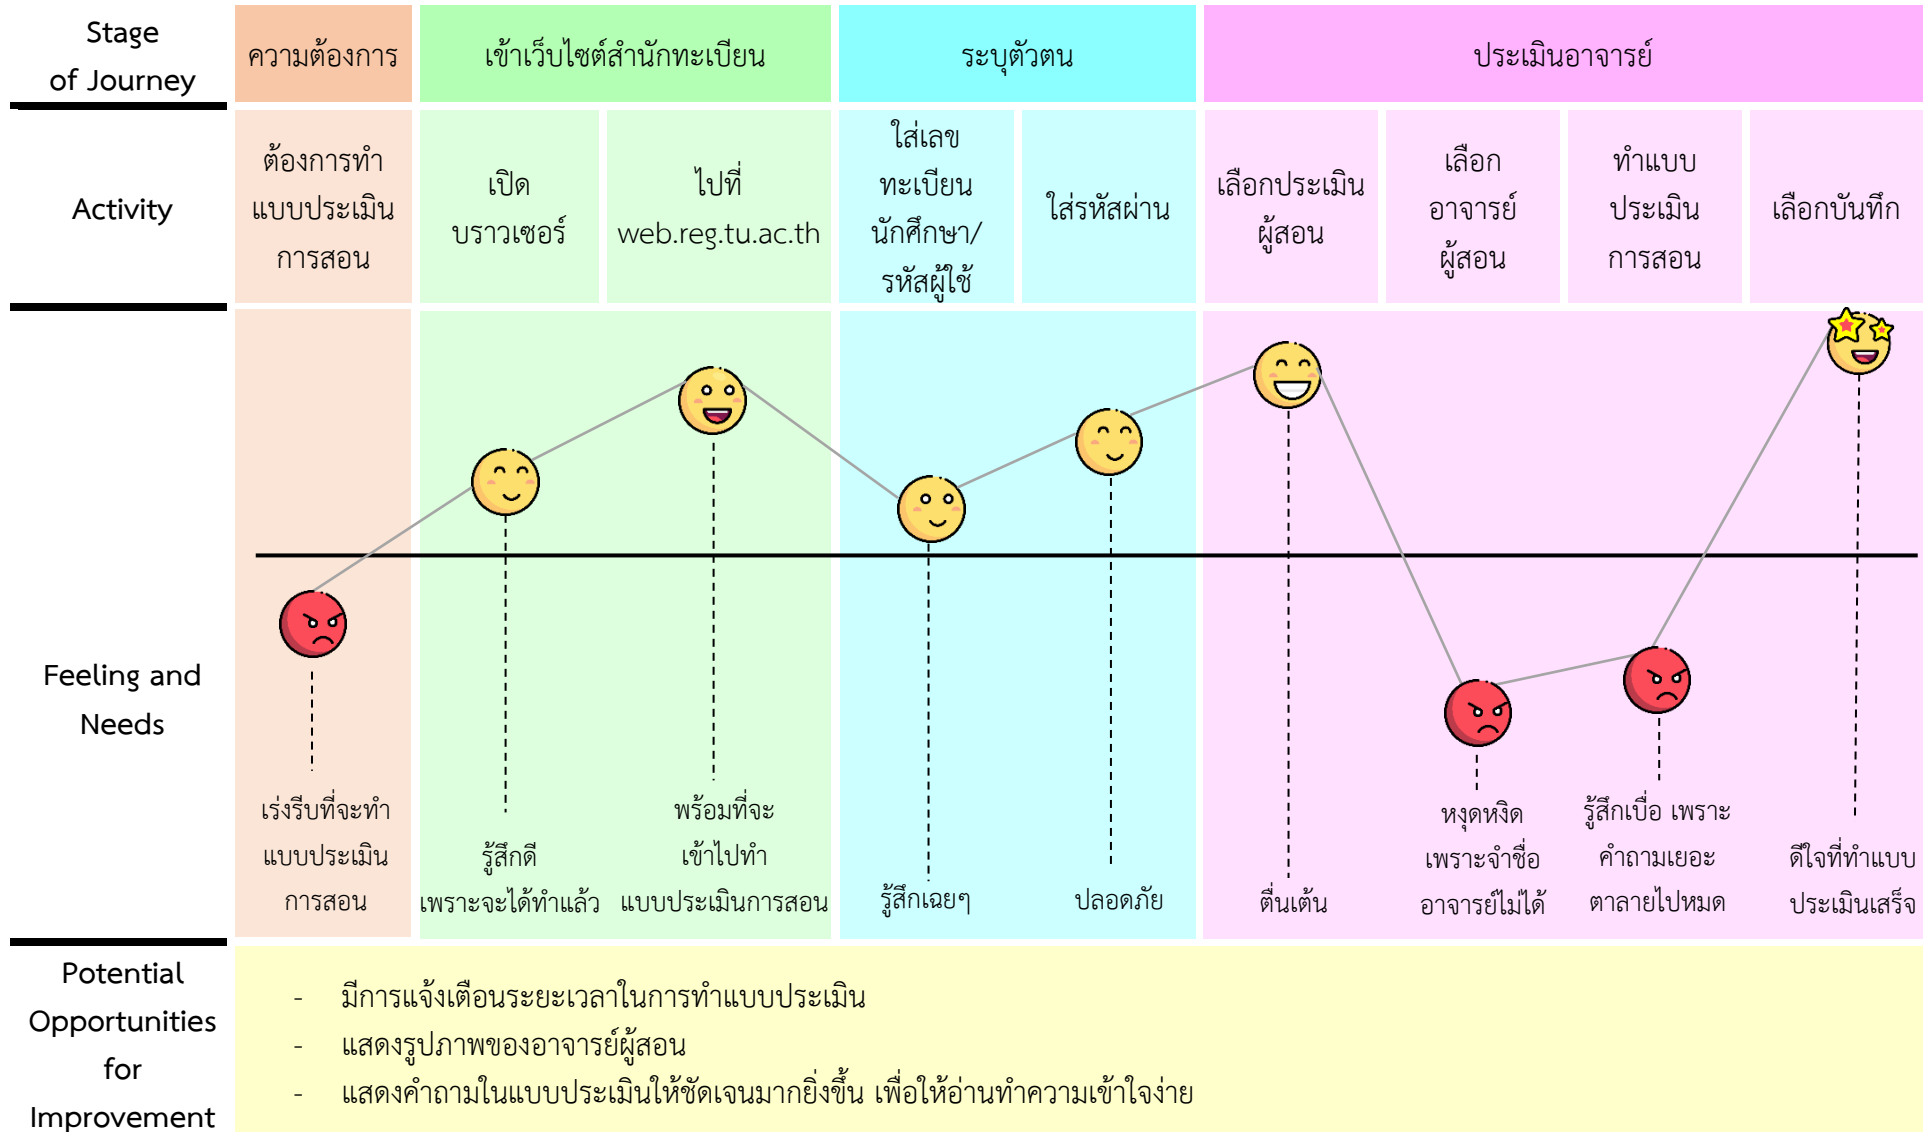 Stage
of Journey
ความต้องการ
เข้าเว็บไซต์สำนักทะเบียน
ระบุตัวตน
ประเมินอาจารย์
Activity
ต้องการทำ
แบบประเมิน
การสอน
เปิด
บราวเซอร์
ไปที่
web.reg.tu.ac.th
ใส่เลข
ทะเบียน
นักศึกษา/
รหัสผู้ใช้
ใส่รหัสผ่าน
เลือกประเมิน
ผู้สอน
เลือก
อาจารย์
ผู้สอน
ทำแบบ
ประเมิน
การสอน
เลือกบันทึก
Feeling and
Needs
เร่งรีบที่จะทำ
แบบประเมิน
การสอน
รู้สึกดี
เพราะจะได้ทำแล้ว
พร้อมที่จะ
เข้าไปทำ
แบบประเมินการสอน
รู้สึกเฉยๆ
ปลอดภัย
ตื่นเต้น
หงุดหงิด
เพราะจำชื่อ
อาจารย์ไม่ได้
รู้สึกเบื่อ เพราะ
คำถามเยอะ
ตาลายไปหมด
ดีใจที่ทำแบบ
ประเมินเสร็จ
Potential
Opportunities
for
Improvement
- มีการแจ้งเตือนระยะเวลาในการทำแบบประเมิน
- แสดงรูปภาพของอาจารย์ผู้สอน
- แสดงคำถามในแบบประเมินให้ชัดเจนมากยิ่งขึ้น เพื่อให้อ่านทำความเข้าใจง่าย